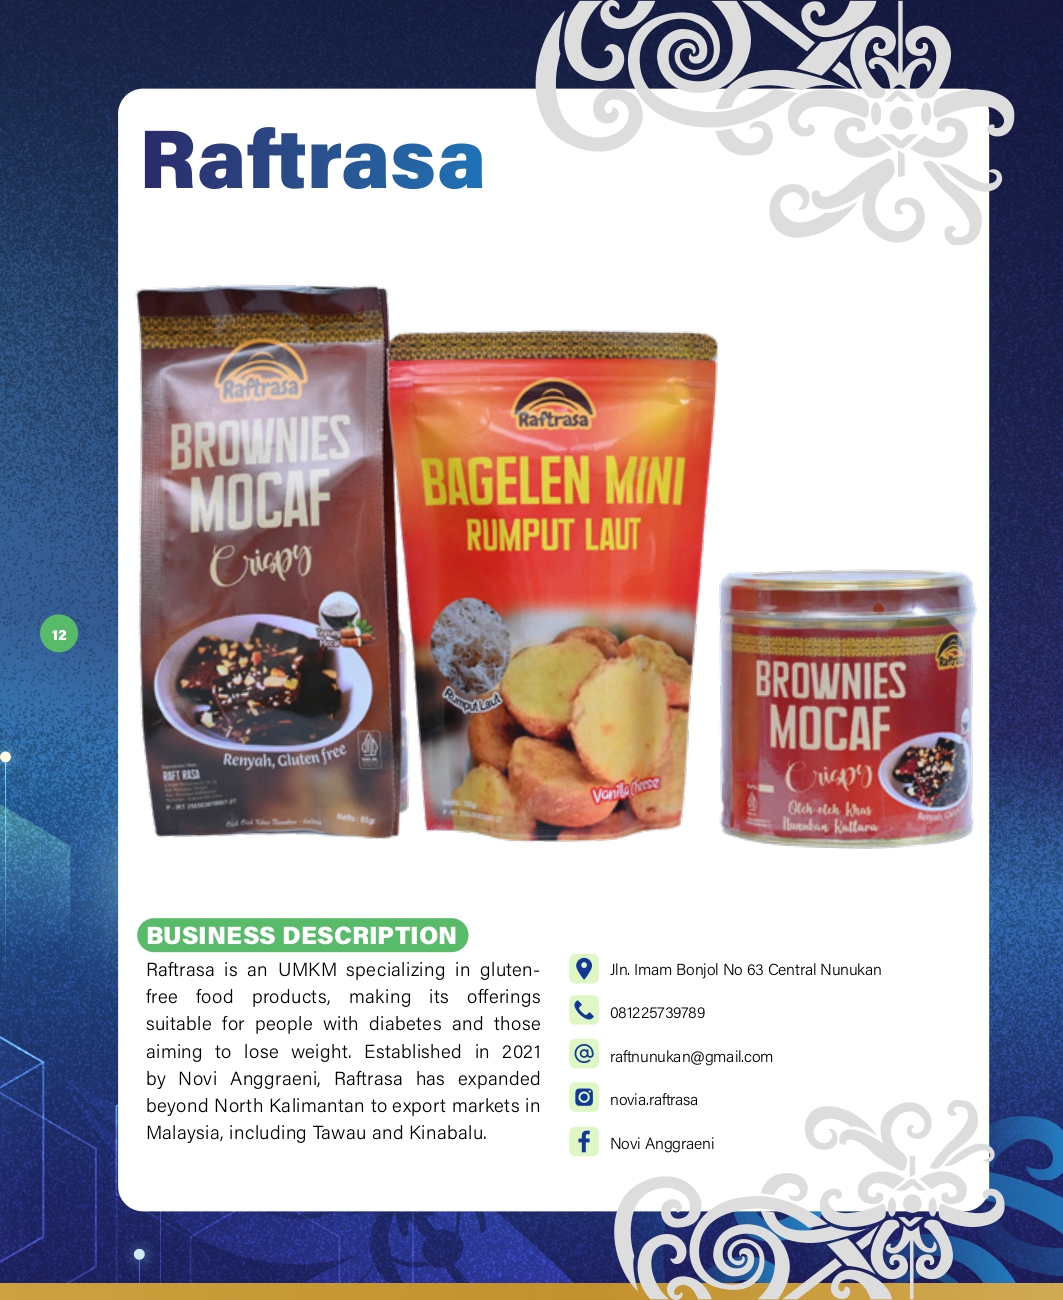 Raftrasa
Raftrasa
BROWNIES
MOCAF
Crispy
Renyah, Gluten free
RAFT RASA
Netto : 85gr
Raftrasa
BAGELEN MINI
RUMPUT LAUT
Rumput Laut
Vanilla Cheese
BROWNIES
MOCAF
Crispy
Oleh-oleh Khas
Nunukan Kaltara
12
BUSINESS DESCRIPTION
Raftrasa is an UMKM specializing in gluten-
free food products, making its offerings
suitable for people with diabetes and those
aiming to lose weight. Established in 2021
by Novi Anggraeni, Raftrasa has expanded
beyond North Kalimantan to export markets in
Malaysia, including Tawau and Kinabalu.
Jln. Imam Bonjol No 63 Central Nunukan
081225739789
raftnunukan@gmail.com
novia.raftrasa
Novi Anggraeni